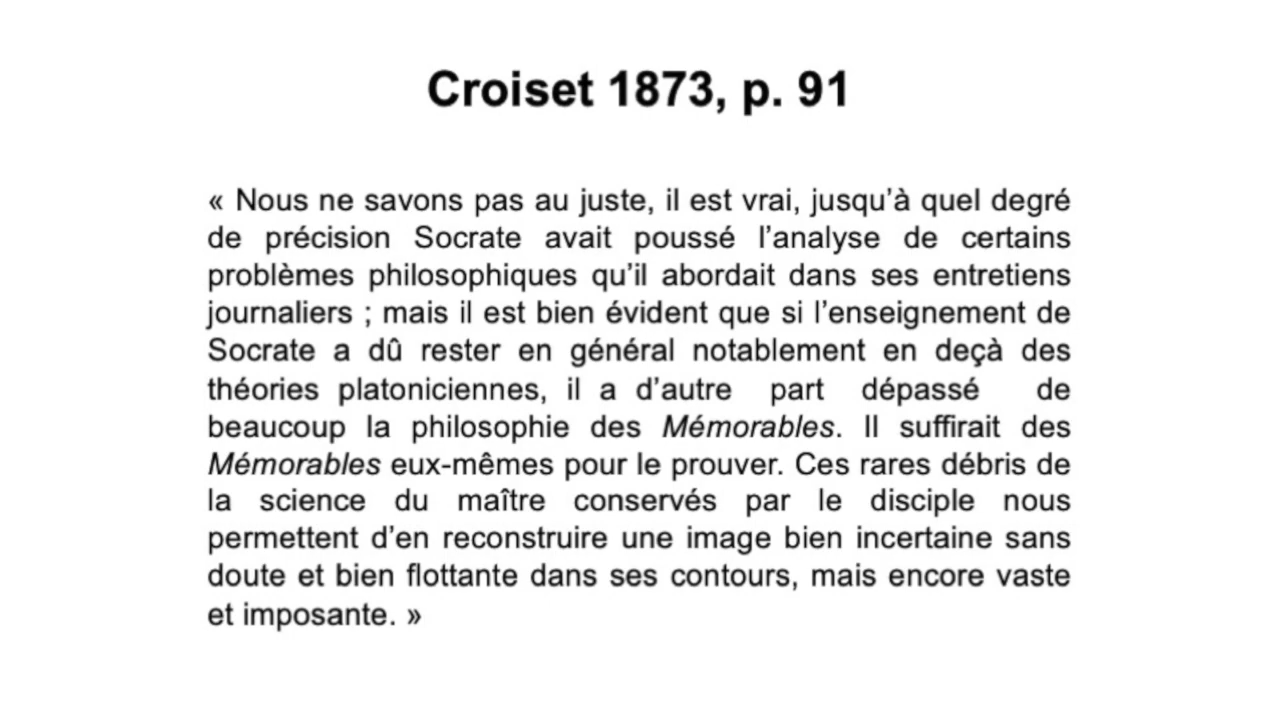 Croiset 1873, p. 91
« Nous ne savons pas au juste, il est vrai, jusqu’à quel degré
de précision Socrate avait poussé l’analyse de certains
problèmes philosophiques qu’il abordait dans ses entretiens
journaliers ; mais il est bien évident que si l’enseignement de
Socrate a dû rester en général notablement en deçà des
théories platoniciennes, il a d’autre part dépassé de
beaucoup la philosophie des Mémorables. Il suffirait des
Mémorables eux-mêmes pour le prouver. Ces rares débris de
la science du maître conservés par le disciple nous
permettent d’en reconstruire une image bien incertaine sans
doute et bien flottante dans ses contours, mais encore vaste
et imposante. »